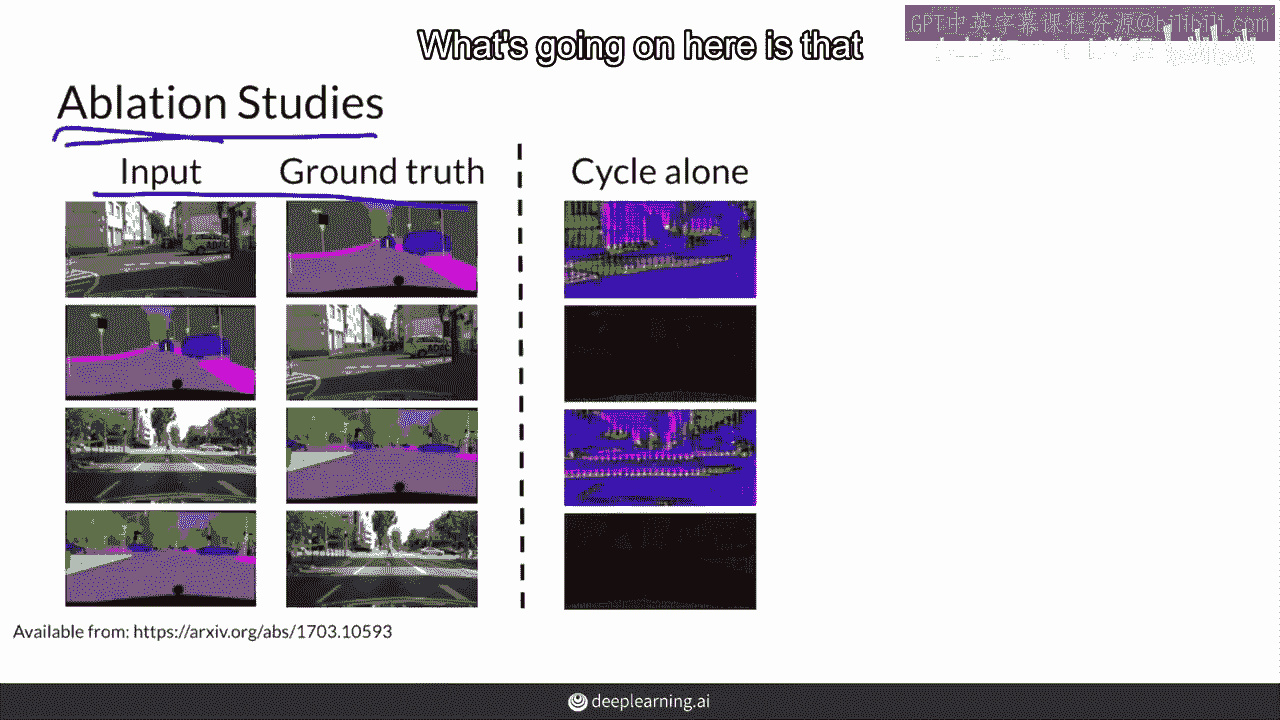 GPT中英字幕课程资源@bilibili.com
What's going on here is that
Ablation Studies
Input Ground truth Cycle alone
Available from: https://arxiv.org/abs/1703.10593
deeplearning.ai